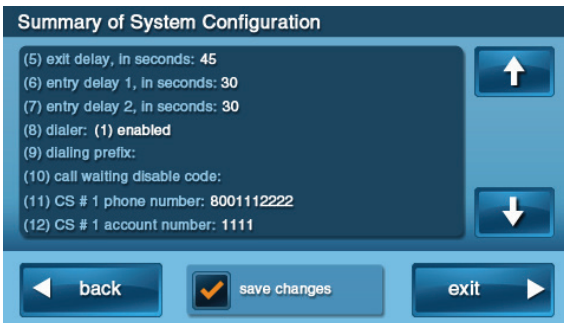 Summary of System Configuration
(5) exit delay, in seconds: 45
(6) entry delay 1, in seconds: 30
(7) entry delay 2, in seconds: 30
(8) dialer: (1) enabled
(9) dialing prefix:
(10) call waiting disable code:
(11) CS # 1 phone number: 8001112222
(12) CS # 1 account number: 1111
back
save changes
exit